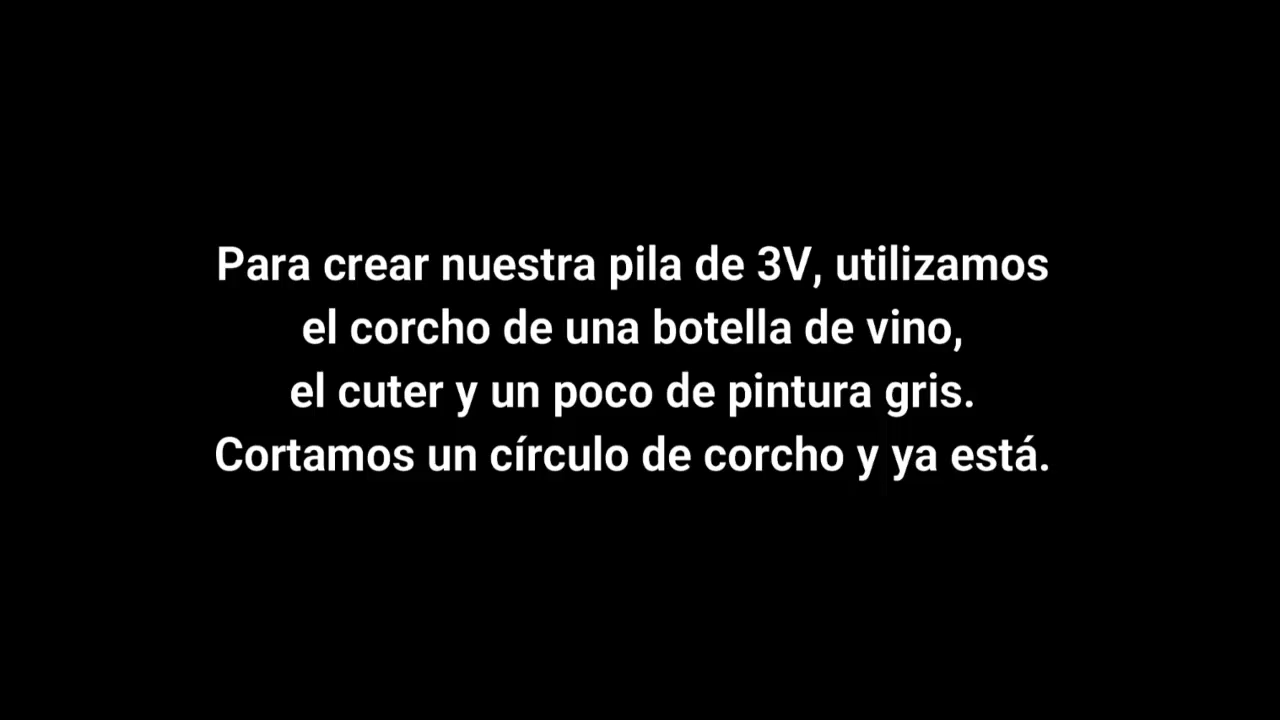 Para crear nuestra pila de 3V, utilizamos
el corcho de una botella de vino,
el cuter y un poco de pintura gris.
Cortamos un círculo de corcho y ya está.